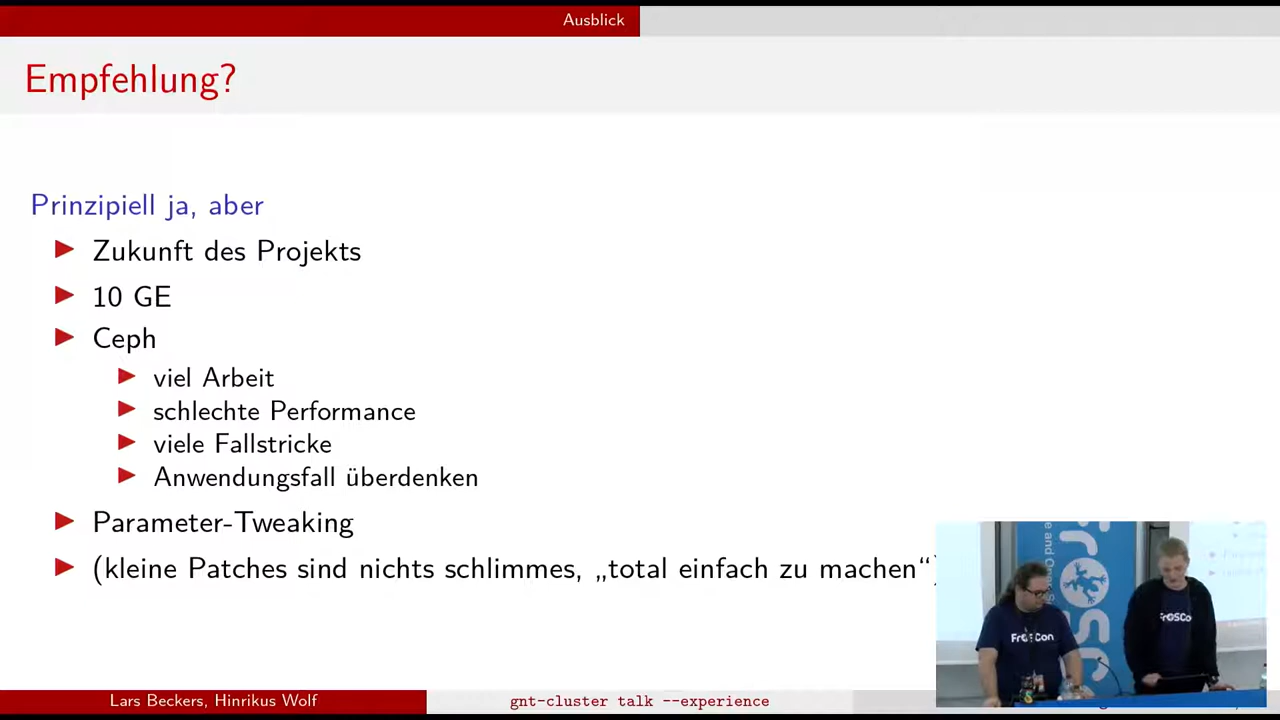 Ausblick
Empfehlung?
Prinzipiell ja, aber
Zukunft des Projekts
10 GE
Ceph
viel Arbeit
schlechte Performance
viele Fallstricke
Anwendungsfall überdenken
Parameter-Tweaking
(kleine Patches sind nichts schlimmes, „total einfach zu machen“)
FrOSCon
FrOSCon
Lars Beckers, Hinrikus Wolf
gnt-cluster talk --experience